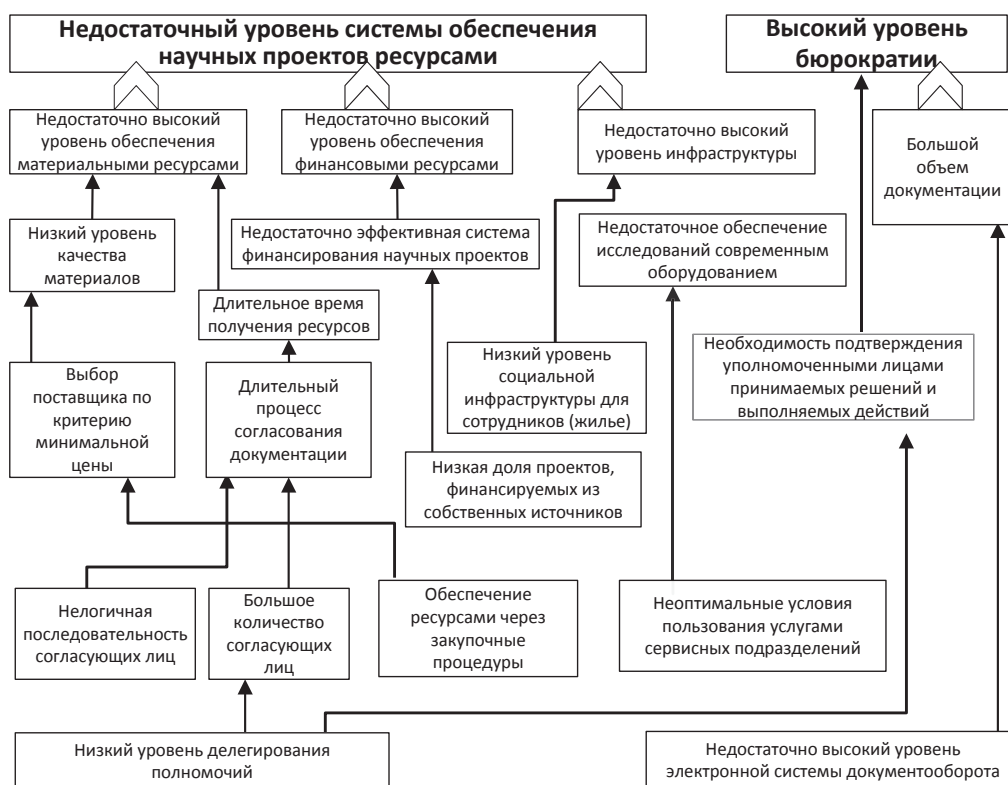 Недостаточный уровень системы обеспечения
научных проектов ресурсами
Высокий уровень
бюрократии
Недостаточно высокий
уровень обеспечения
материальными ресурсами
Недостаточно высокий
уровень обеспечения
финансовыми ресурсами
Недостаточно высокий
уровень инфраструктуры
Большой
объем
документации
Низкий уровень
качества
материалов
Недостаточно эффективная система
финансирования научных проектов
Недостаточное обеспечение
исследований современным
оборудованием
Длительное время
получения ресурсов
Выбор
поставщика по
критерию
минимальной
цены
Длительный
процесс
согласования
документации
Низкий уровень
социальной
инфраструктуры для
сотрудников (жилье)
Необходимость подтверждения
уполномоченными лицами
принимаемых решений и
выполняемых действий
Низкая доля проектов,
финансируемых из
собственных источников
Нелогичная
последовательность
согласующих лиц
Большое
количество
согласующих
лиц
Обеспечение
ресурсами через
закупочные
процедуры
Неоптимальные условия
пользования услугами
сервисных подразделений
Низкий уровень делегирования
полномочий
Недостаточно высокий уровень
электронной системы документооборота